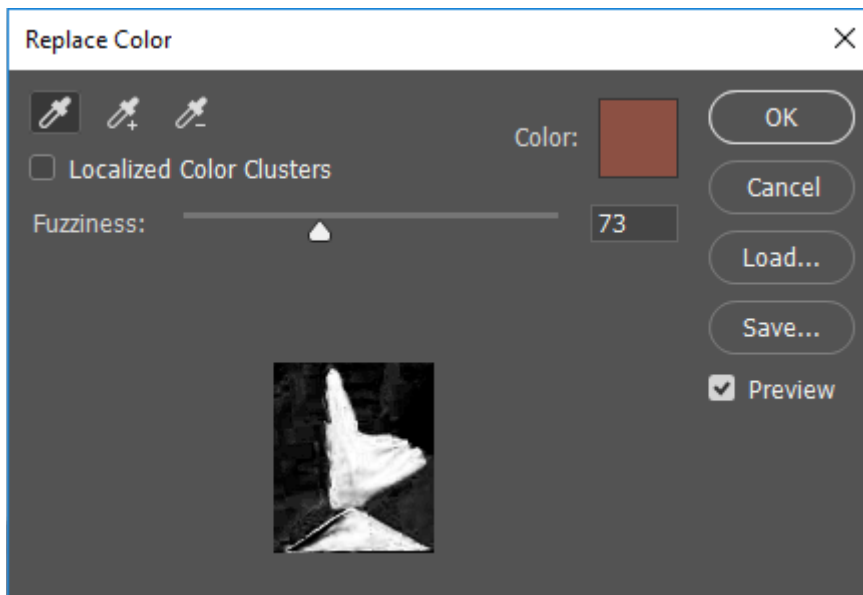 Replace Color
Color:
OK
Localized Color Clusters
Cancel
Fuzziness:
73
Load...
Save...
Preview